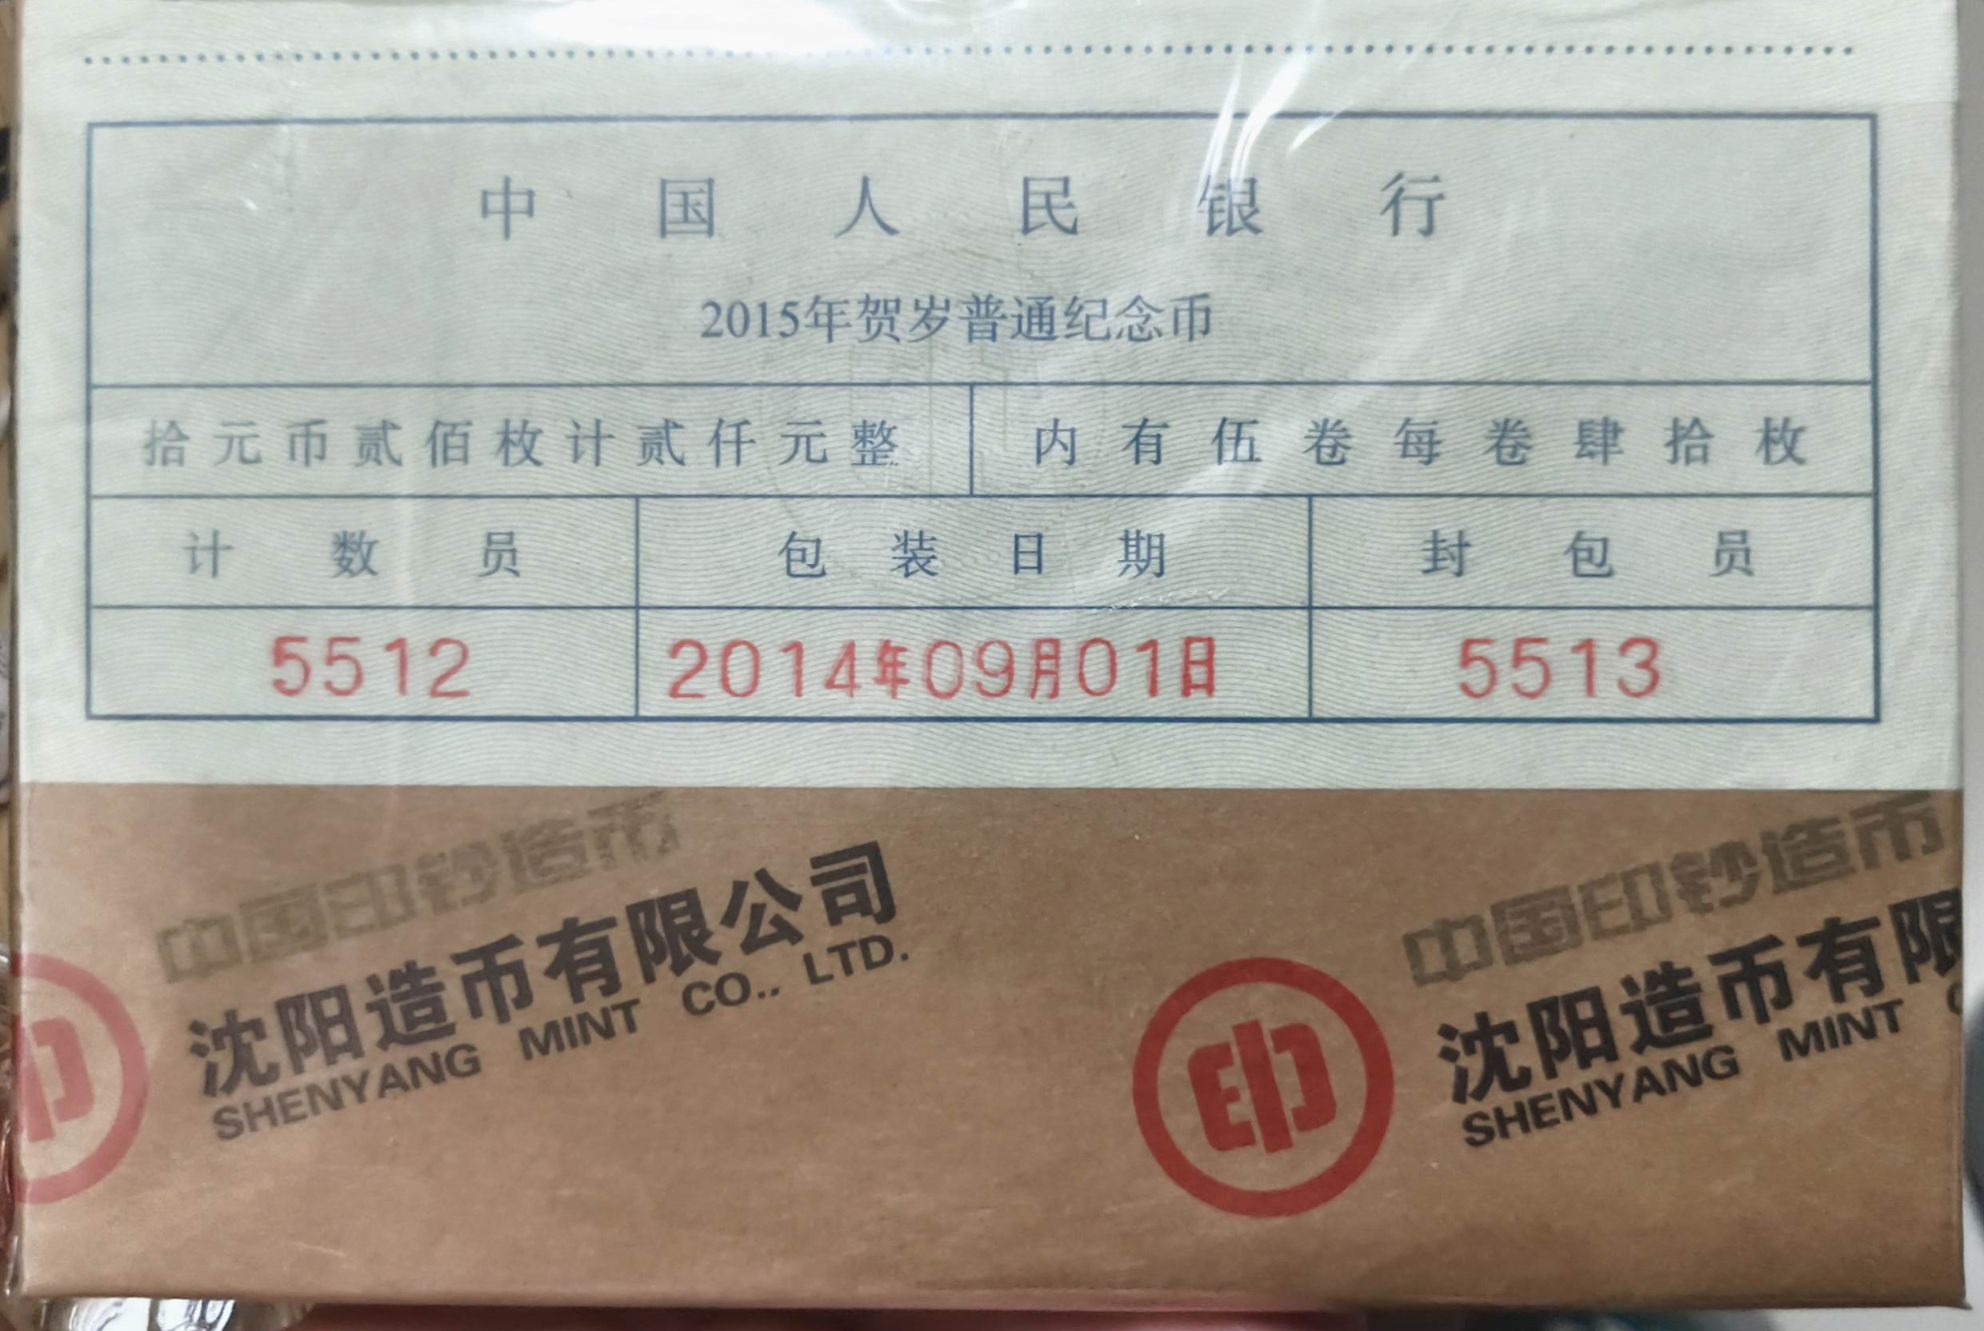 中国人民银行
2015年贺岁普通纪念币
拾元币贰佰枚计贰仟元整 内有伍卷每卷肆拾枚
计数员 包装日期 封包员
5512 2014年09月01日 5513
中国印钞造币
沈阳造币有限公司
SHENYANG MINT CO., LTD.
印
中国印钞造币
沈阳造币有限
SHENYANG MINT